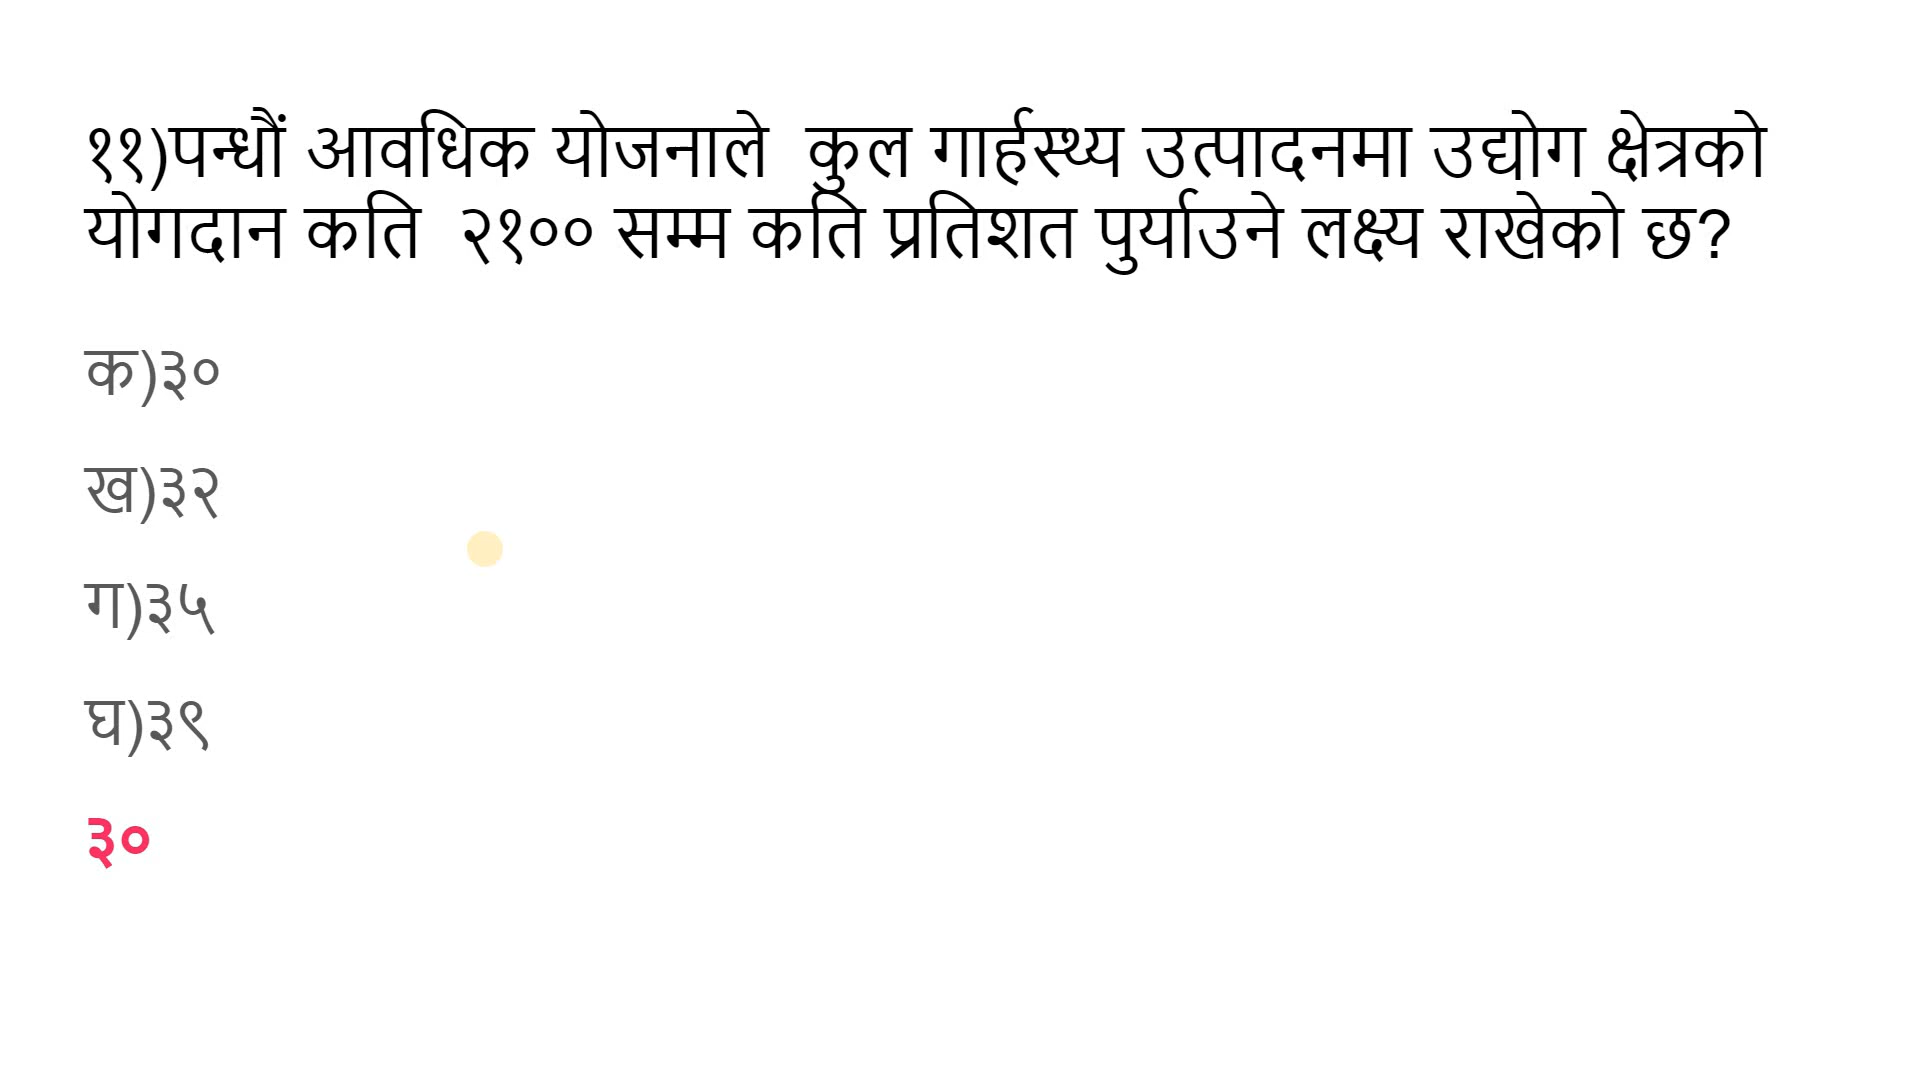 ११)पन्धौं आवधिक योजनाले  कुल गार्हस्थ्य उत्पादनमा उद्योग क्षेत्रको
योगदान कति  २१०० सम्म कति प्रतिशत पुर्याउने लक्ष्य राखेको छ?
क)३०
ख)३२
ग)३५
घ)३९
३०